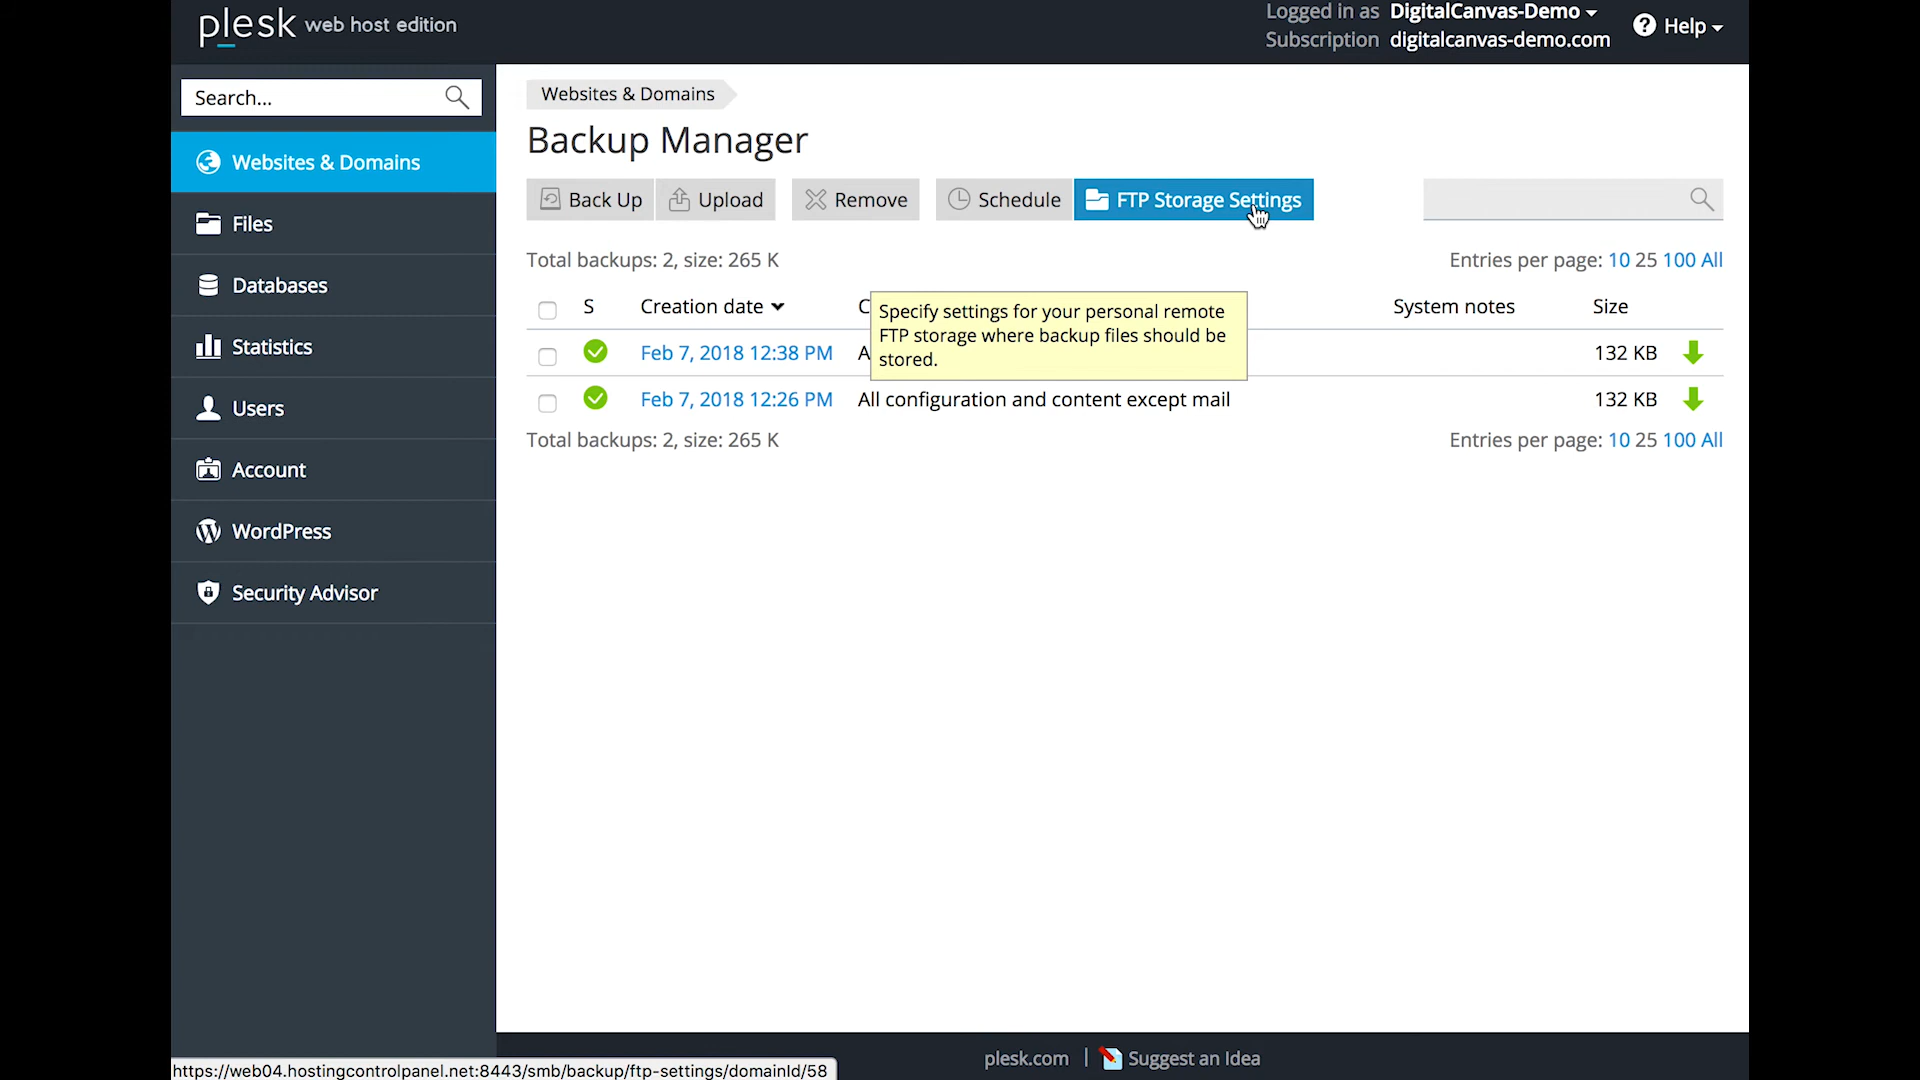 plesk web host edition
Logged in as DigitalCanvas-Demo
Subscription digitalcanvas-demo.com
Help
Search...
Websites & Domains
Files
Databases
Statistics
Users
Account
WordPress
Security Advisor
Websites & Domains
Backup Manager
Back Up Upload Remove Schedule FTP Storage Settings
Total backups: 2, size: 265 K Entries per page: 10 25 100 All
S Creation date C System notes Size
Specify settings for your personal remote
FTP storage where backup files should be
stored.
Feb 7, 2018 12:38 PM A 132 KB
Feb 7, 2018 12:26 PM All configuration and content except mail 132 KB
Total backups: 2, size: 265 K Entries per page: 10 25 100 All
plesk.com | Suggest an Idea
https://web04.hostingcontrolpanel.net:8443/smb/backup/ftp-settings/domainId/58